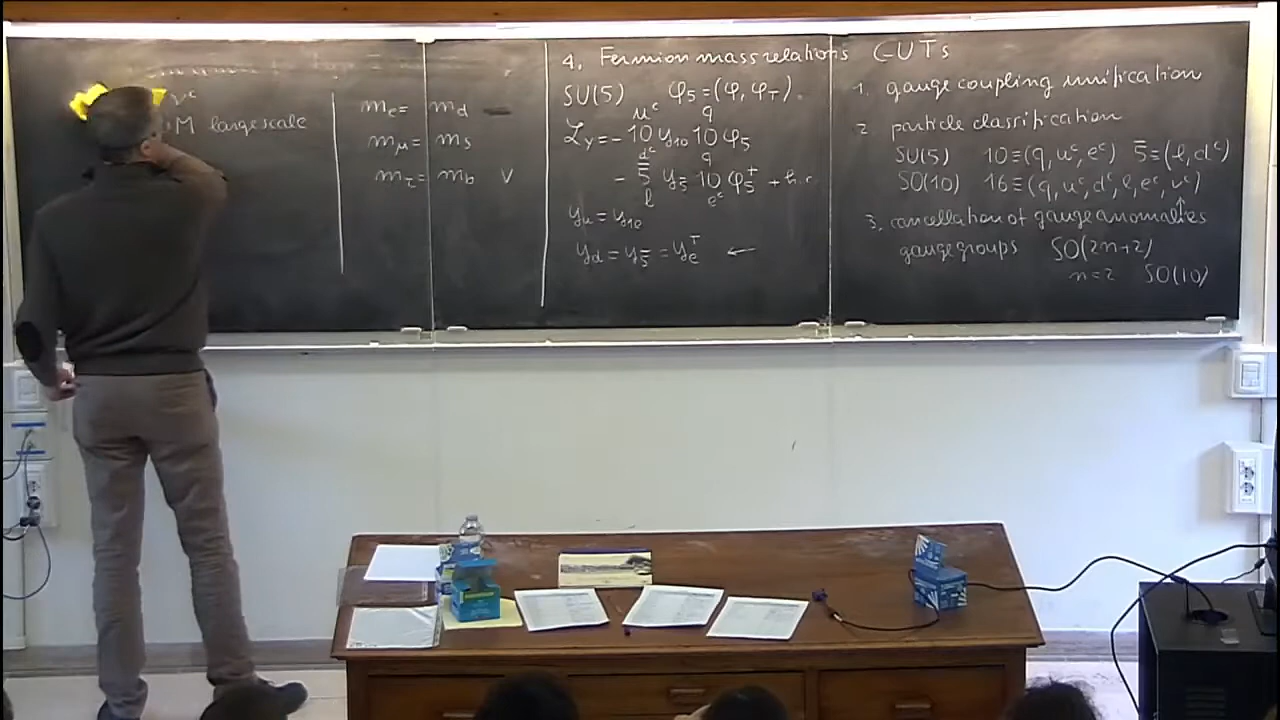 ν^c
M large scale
m_e = m_d
m_μ = m_s
m_τ = m_b √
4. Fermion mass relations
SU(5) φ_5 = (φ, φ_T).
u^c q
ℒ_Y = - 10 y_10 10 φ_5
d^c q
- 5̄ y_5̄ 10 φ_5^† + h.c
l e^c
y_u = y_10
y_d = y_5̄ = y_e^T ←
GUTs
1. gauge coupling unification
2 particle classification
SU(5) 10 ≡ (q, u^c, e^c) 5̄ ≡ (l, d^c)
SO(10) 16 ≡ (q, u^c, d^c, l, e^c, ν^c)
3. cancellation of gauge anomalies
gauge groups SO(2n+2)
n=2 SO(10)